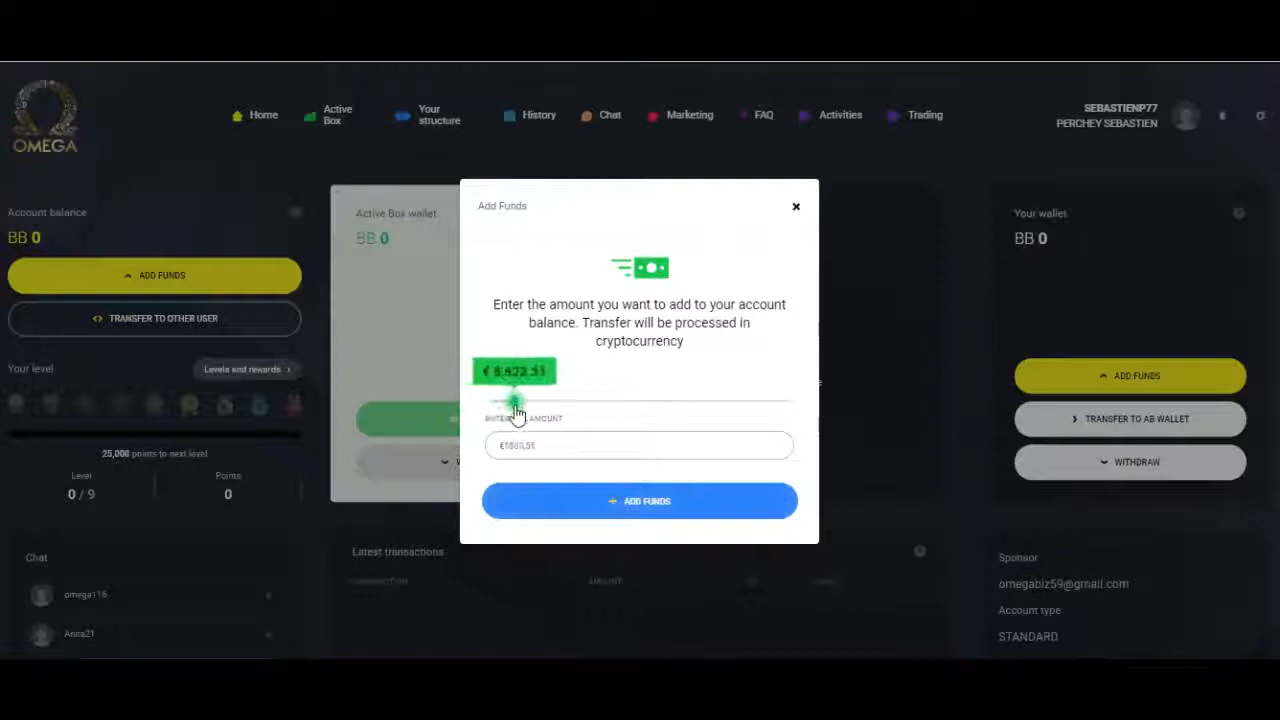 OMEGA
Home
Active Box
Your structure
History
Chat
Marketing
FAQ
Activities
Trading
SEBASTIENP77
PERCHEY SEBASTIEN
Account balance
BB 0
ADD FUNDS
TRANSFER TO OTHER USER
Your level
Levels and rewards
25,000 points to next level
Level
0 / 9
Points
0
Chat
omega116
Anita21
Active Box wallet
BB 0
Add Funds
Enter the amount you want to add to your account
balance. Transfer will be processed in
cryptocurrency
AMOUNT
ADD FUNDS
Latest transactions
AMOUNT
Your wallet
BB 0
ADD FUNDS
TRANSFER TO AB WALLET
WITHDRAW
Sponsor
omegabiz59@gmail.com
Account type
STANDARD